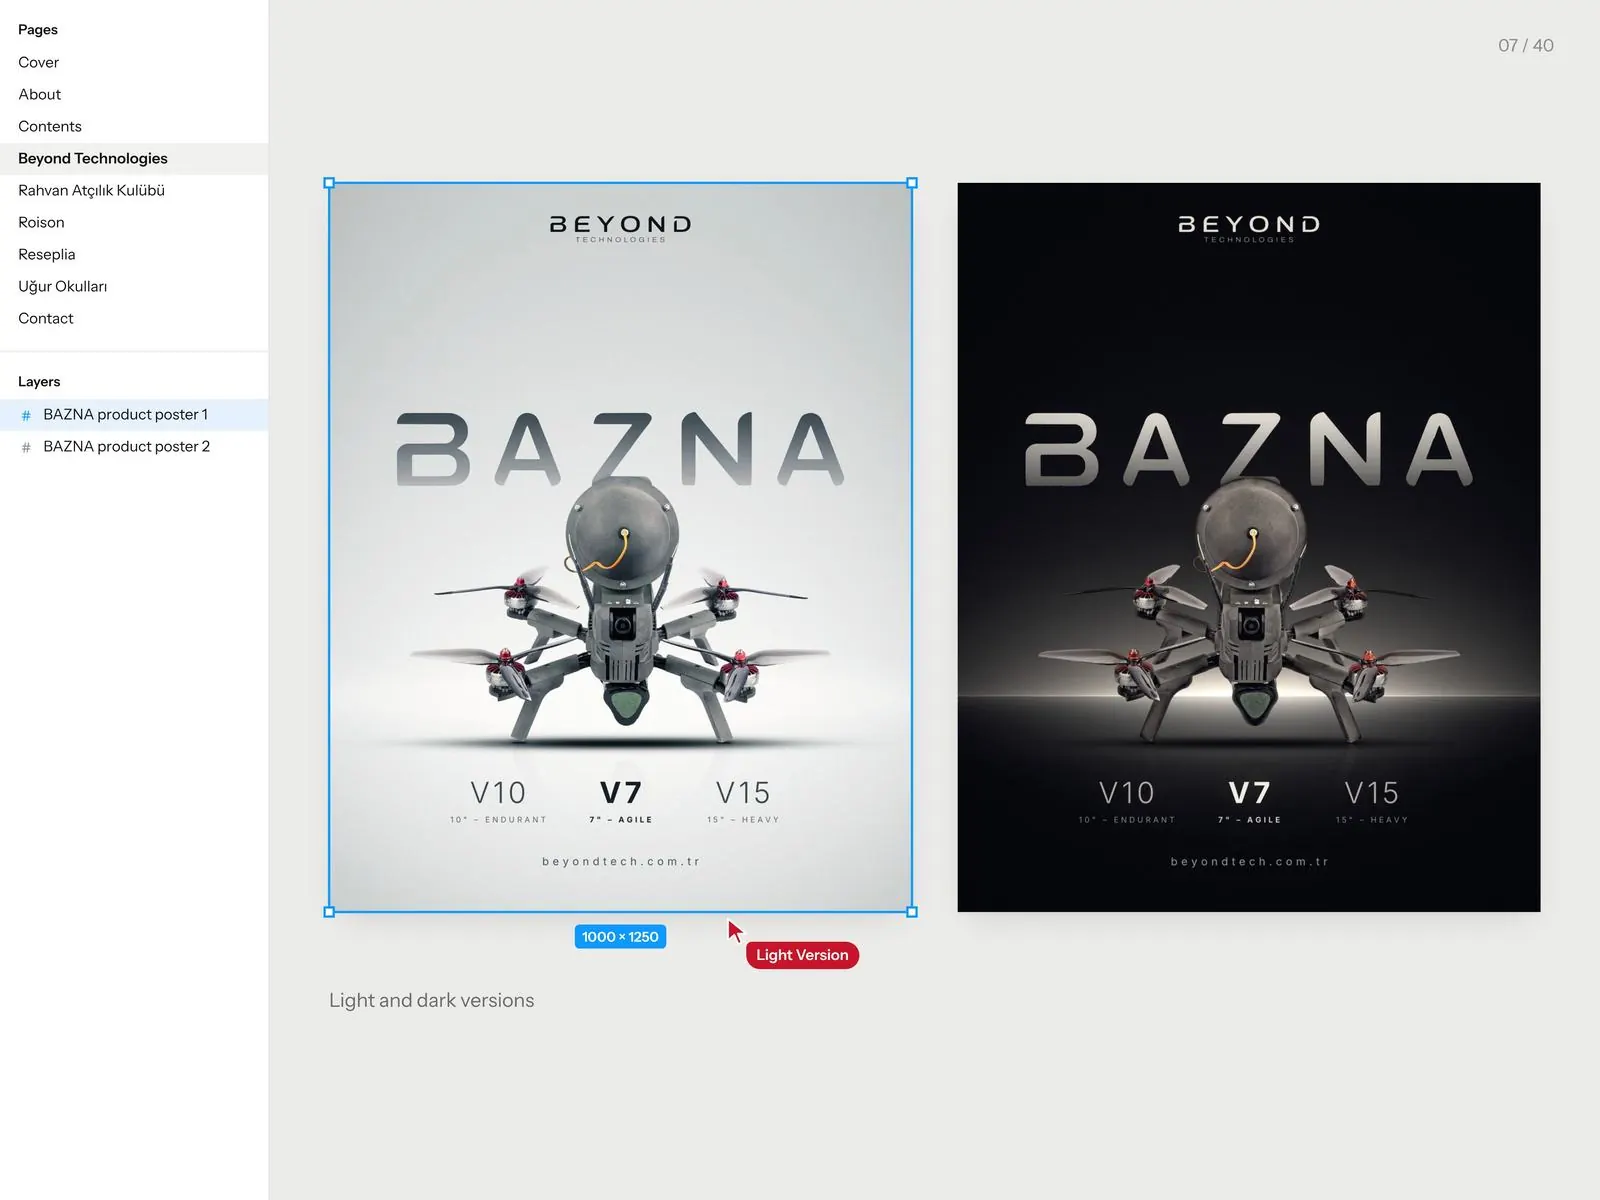 Pages
Cover
About
Contents
Beyond Technologies
Rahvan Atçılık Kulübü
Roison
Reseplia
Uğur Okulları
Contact
Layers
# BAZNA product poster 1
# BAZNA product poster 2
07 / 40
BEYOND
TECHNOLOGIES
BAZNA
V10 V7 V15
10" – ENDURANT 7" – AGILE 15" – HEAVY
beyondtech.com.tr
BEYOND
TECHNOLOGIES
BAZNA
V10 V7 V15
10" – ENDURANT 7" – AGILE 15" – HEAVY
beyondtech.com.tr
1000 × 1250
Light Version
Light and dark versions